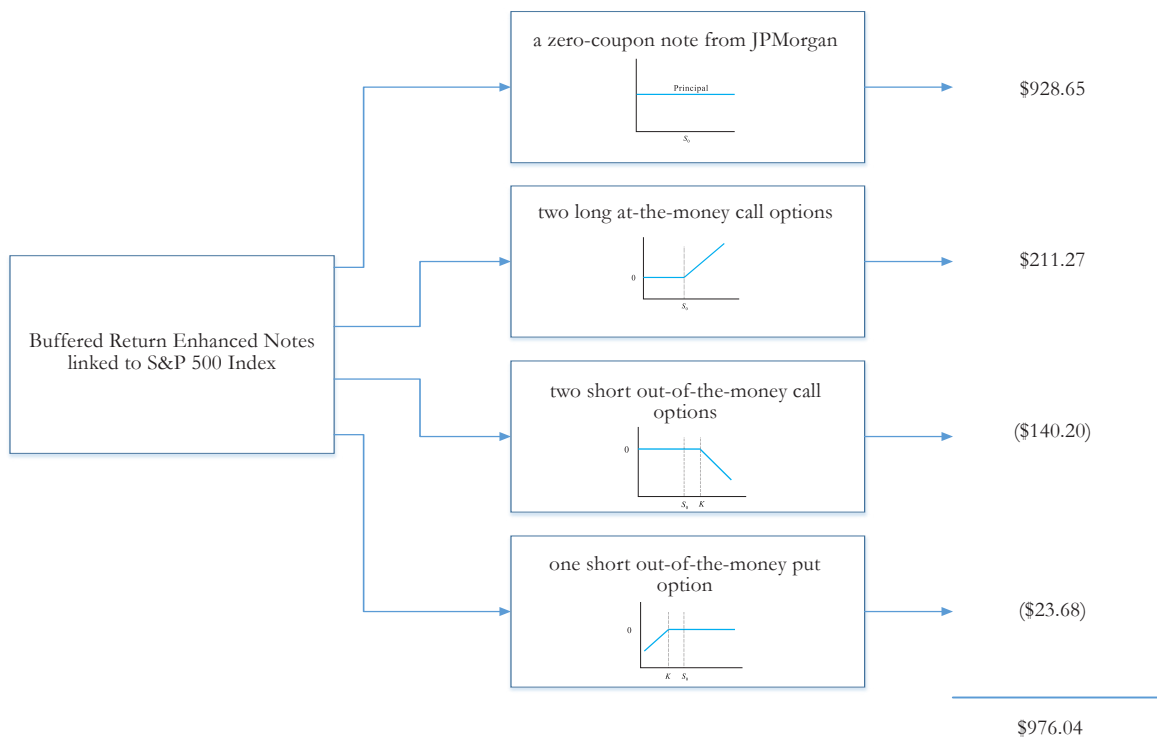 a zero-coupon note from JPMorgan
Principal
S₀
$928.65
two long at-the-money call options
0
S₀
$211.27
Buffered Return Enhanced Notes
linked to S&P 500 Index
two short out-of-the-money call
options
0
S₀ K
($140.20)
one short out-of-the-money put
option
0
K S₀
($23.68)
$976.04